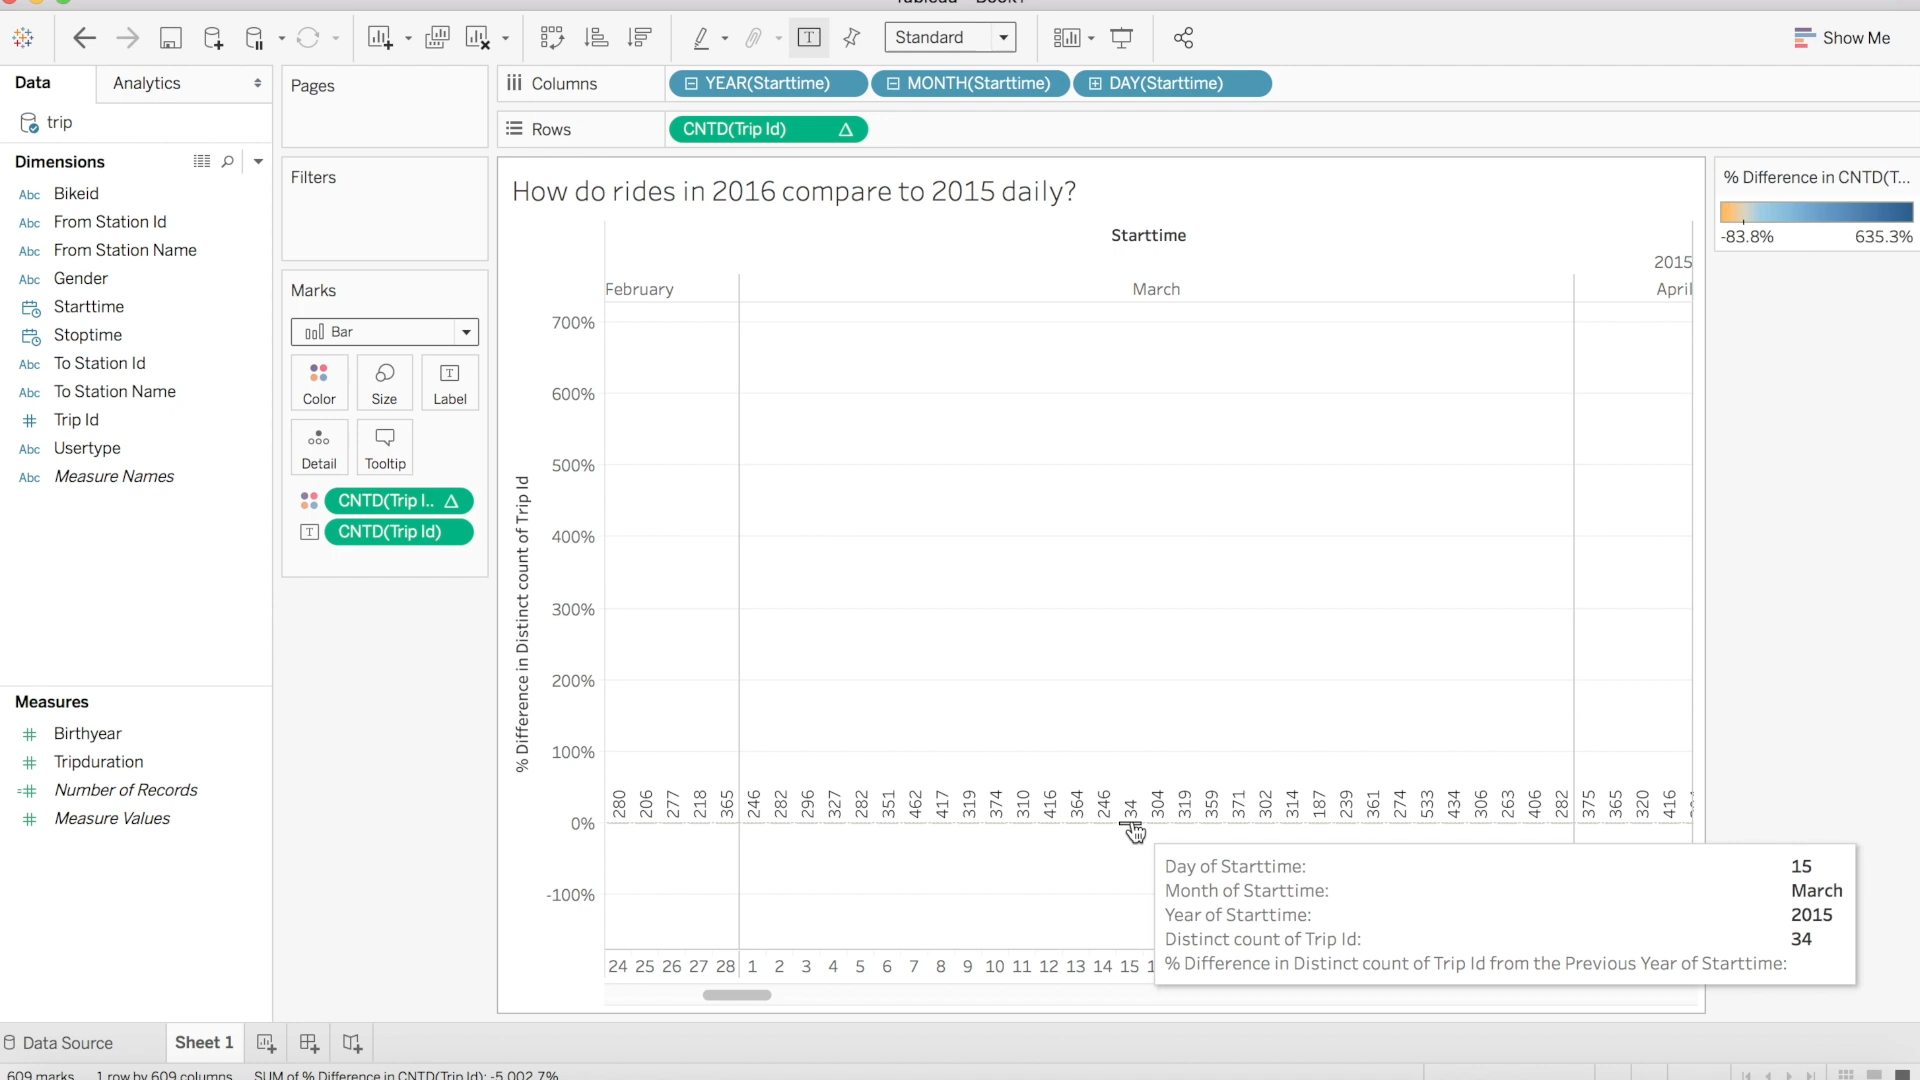 Standard
Show Me
Data
Analytics
Pages
Columns
YEAR(Starttime)
MONTH(Starttime)
DAY(Starttime)
trip
Rows
CNTD(Trip Id)
Dimensions
Filters
How do rides in 2016 compare to 2015 daily?
% Difference in CNTD(T...
-83.8% 635.3%
Abc Bikeid
Abc From Station Id
Abc From Station Name
Abc Gender
Starttime
Stoptime
Abc To Station Id
Abc To Station Name
Trip Id
Abc Usertype
Abc Measure Names
Marks
Bar
Color
Size
Label
Detail
Tooltip
CNTD(Trip I..
CNTD(Trip Id)
Starttime
2015
February
March
April
% Difference in Distinct count of Trip Id
700%
600%
500%
400%
300%
200%
100%
0%
-100%
280 206 277 218 365 246 282 296 327 282 351 462 417 319 374 310 416 364 246 34 304 319 359 371 302 314 187 239 361 274 533 434 306 263 406 282 375 365 320 416
24 25 26 27 28 1 2 3 4 5 6 7 8 9 10 11 12 13 14 15 1
Day of Starttime: 15
Month of Starttime: March
Year of Starttime: 2015
Distinct count of Trip Id: 34
% Difference in Distinct count of Trip Id from the Previous Year of Starttime:
Measures
Birthyear
Tripduration
Number of Records
Measure Values
Data Source
Sheet 1
609 marks 1 row by 609 columns SUM of % Difference in CNTD(Trip Id): -5,002.7%